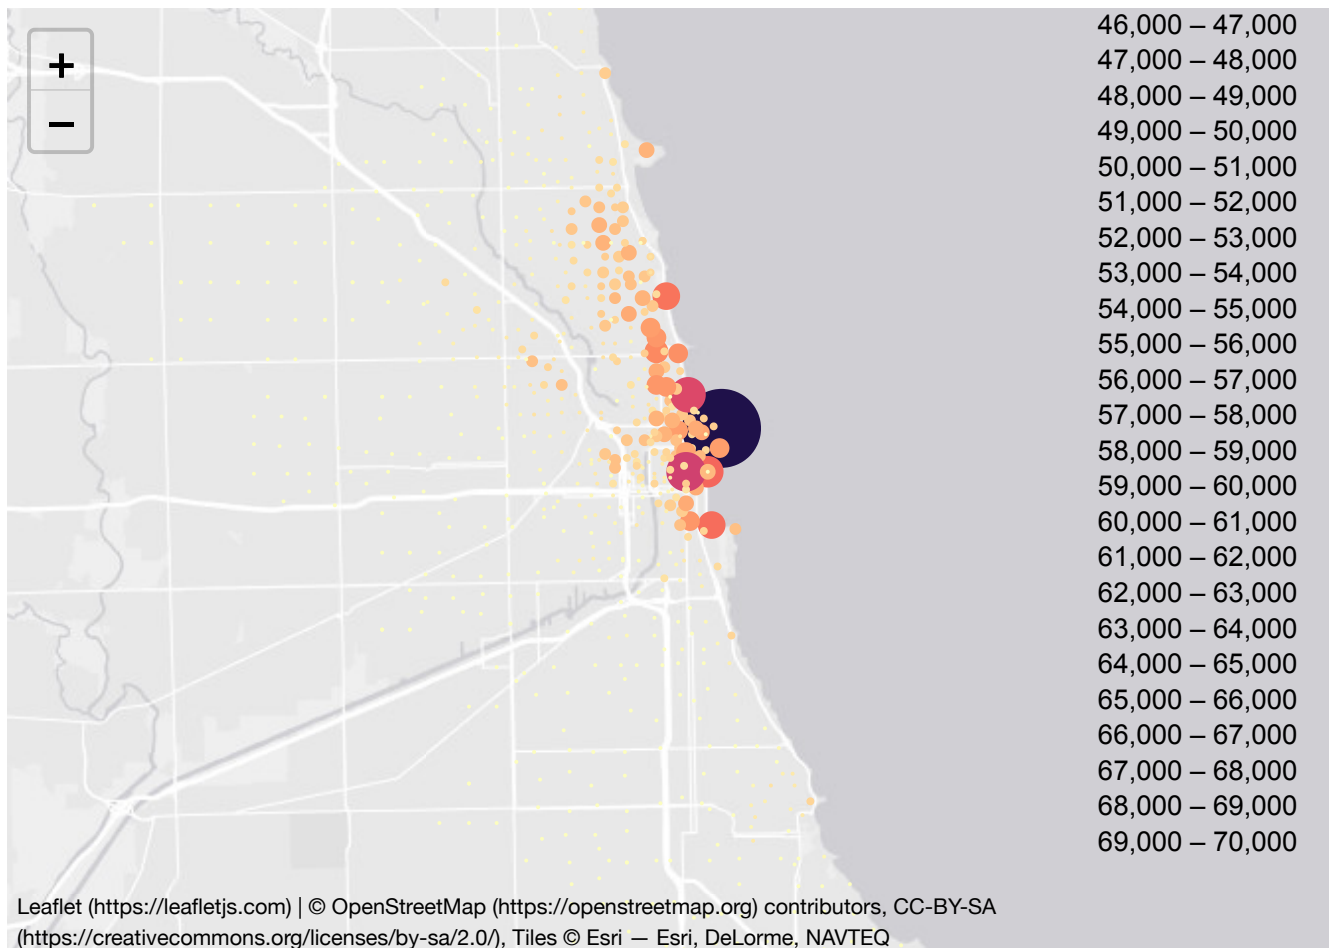 +
−
46,000 – 47,000
47,000 – 48,000
48,000 – 49,000
49,000 – 50,000
50,000 – 51,000
51,000 – 52,000
52,000 – 53,000
53,000 – 54,000
54,000 – 55,000
55,000 – 56,000
56,000 – 57,000
57,000 – 58,000
58,000 – 59,000
59,000 – 60,000
60,000 – 61,000
61,000 – 62,000
62,000 – 63,000
63,000 – 64,000
64,000 – 65,000
65,000 – 66,000
66,000 – 67,000
67,000 – 68,000
68,000 – 69,000
69,000 – 70,000
Leaflet (https://leafletjs.com) | © OpenStreetMap (https://openstreetmap.org) contributors, CC-BY-SA
(https://creativecommons.org/licenses/by-sa/2.0/), Tiles © Esri — Esri, DeLorme, NAVTEQ